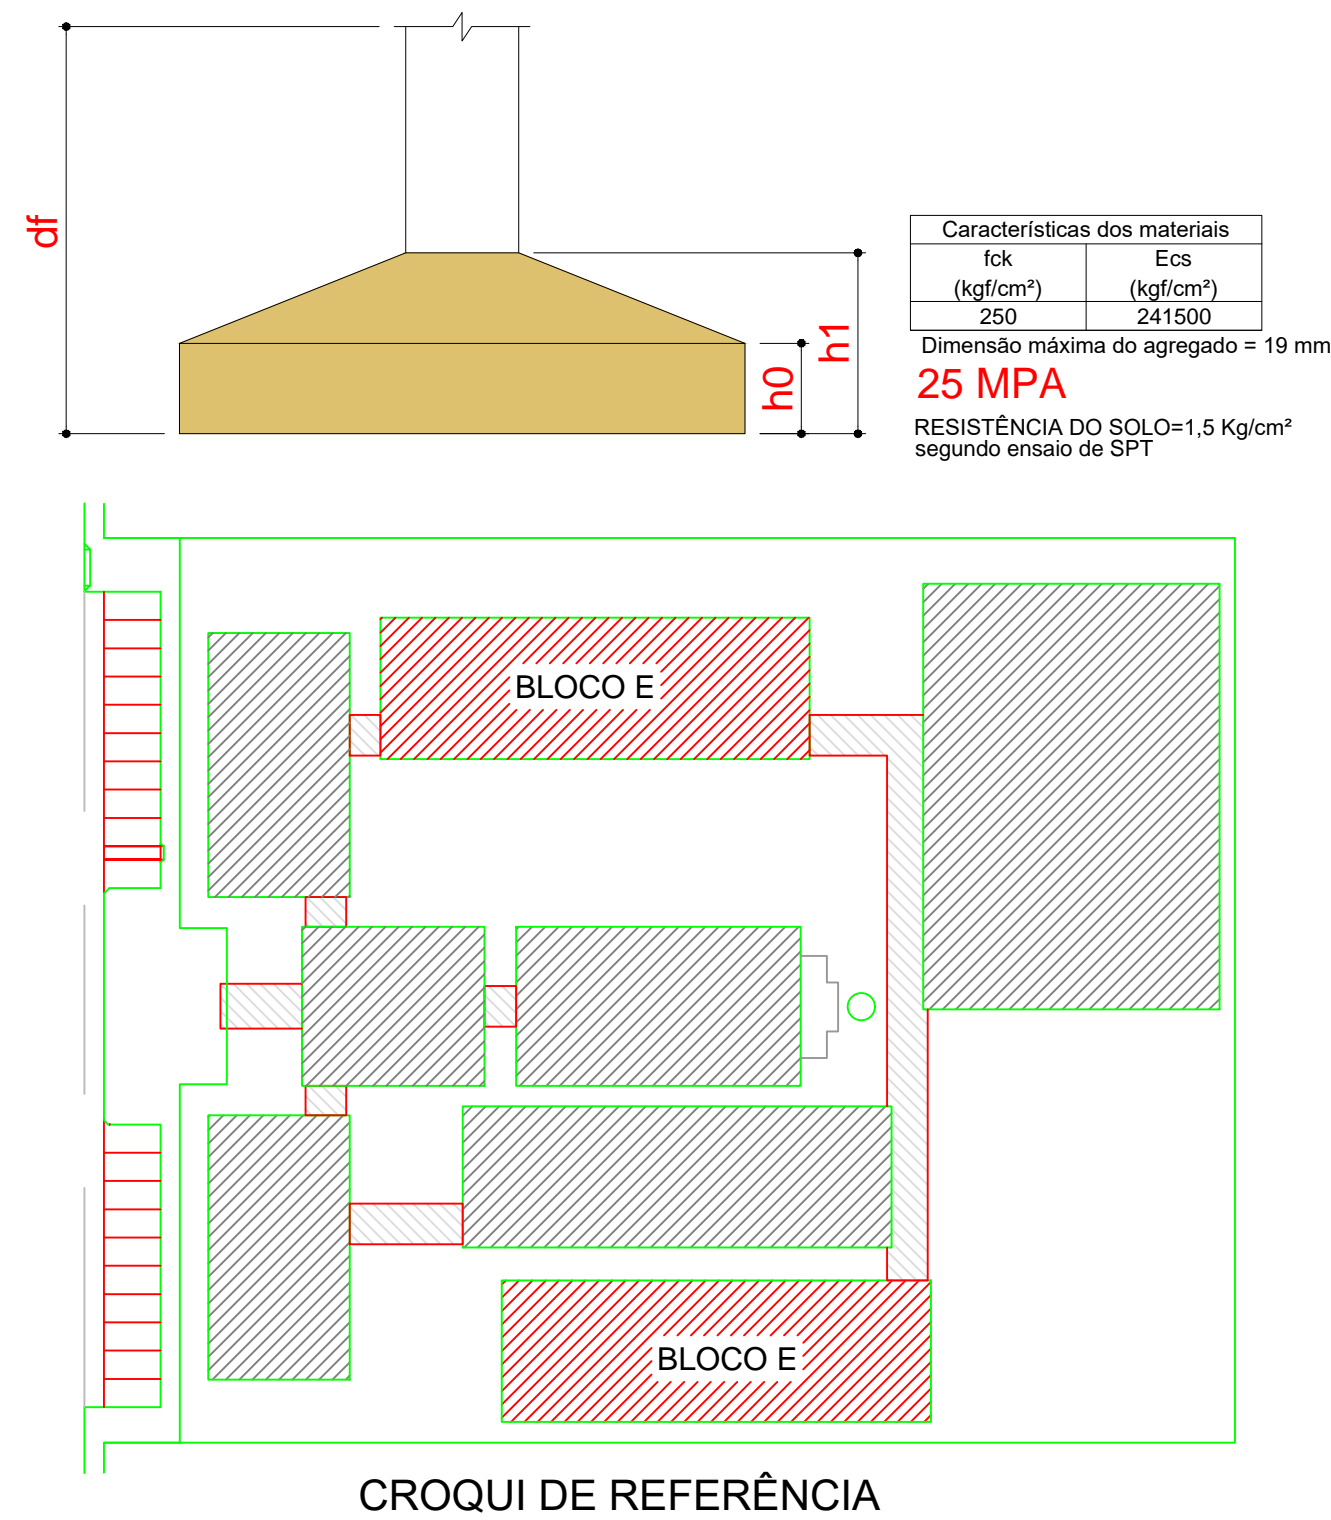 df
h0
h1
Características dos materiais
fck
(kgf/cm²)
Ecs
(kgf/cm²)
250
241500
Dimensão máxima do agregado = 19 mm
25 MPA
RESISTÊNCIA DO SOLO=1,5 Kg/cm²
segundo ensaio de SPT
BLOCO E
BLOCO E
CROQUI DE REFERÊNCIA